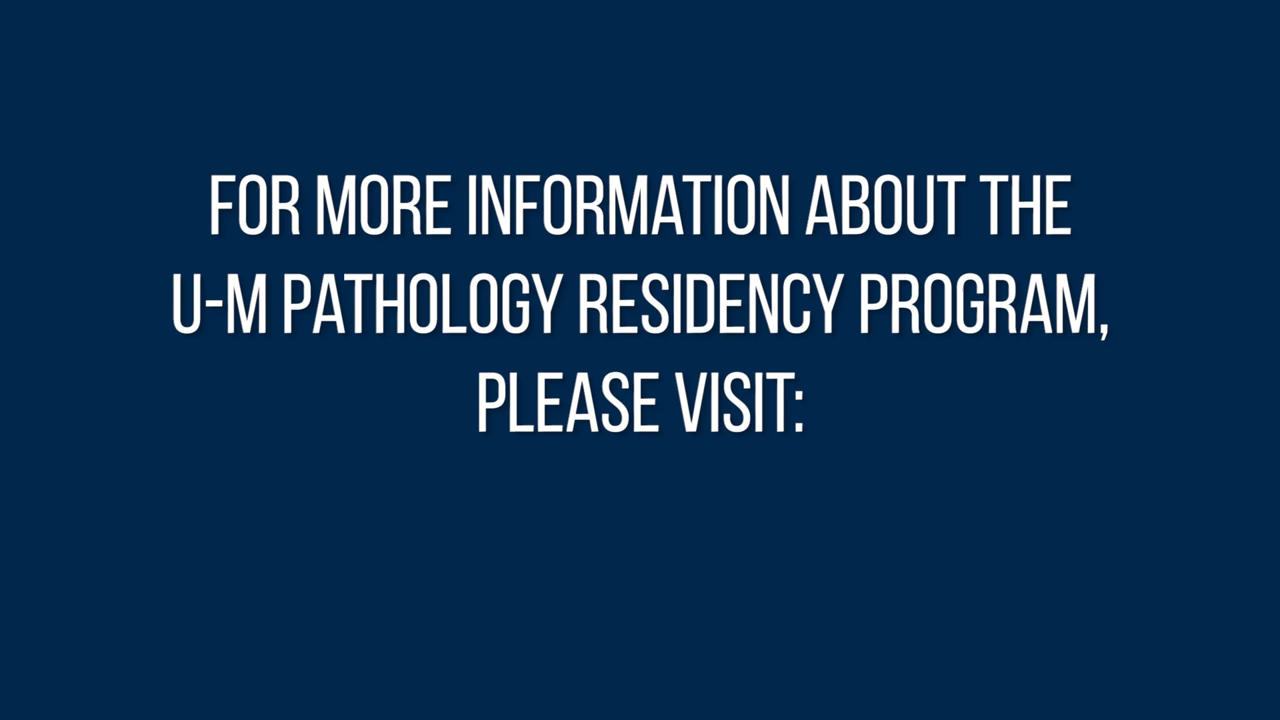 FOR MORE INFORMATION ABOUT THE
U-M PATHOLOGY RESIDENCY PROGRAM,
PLEASE VISIT: